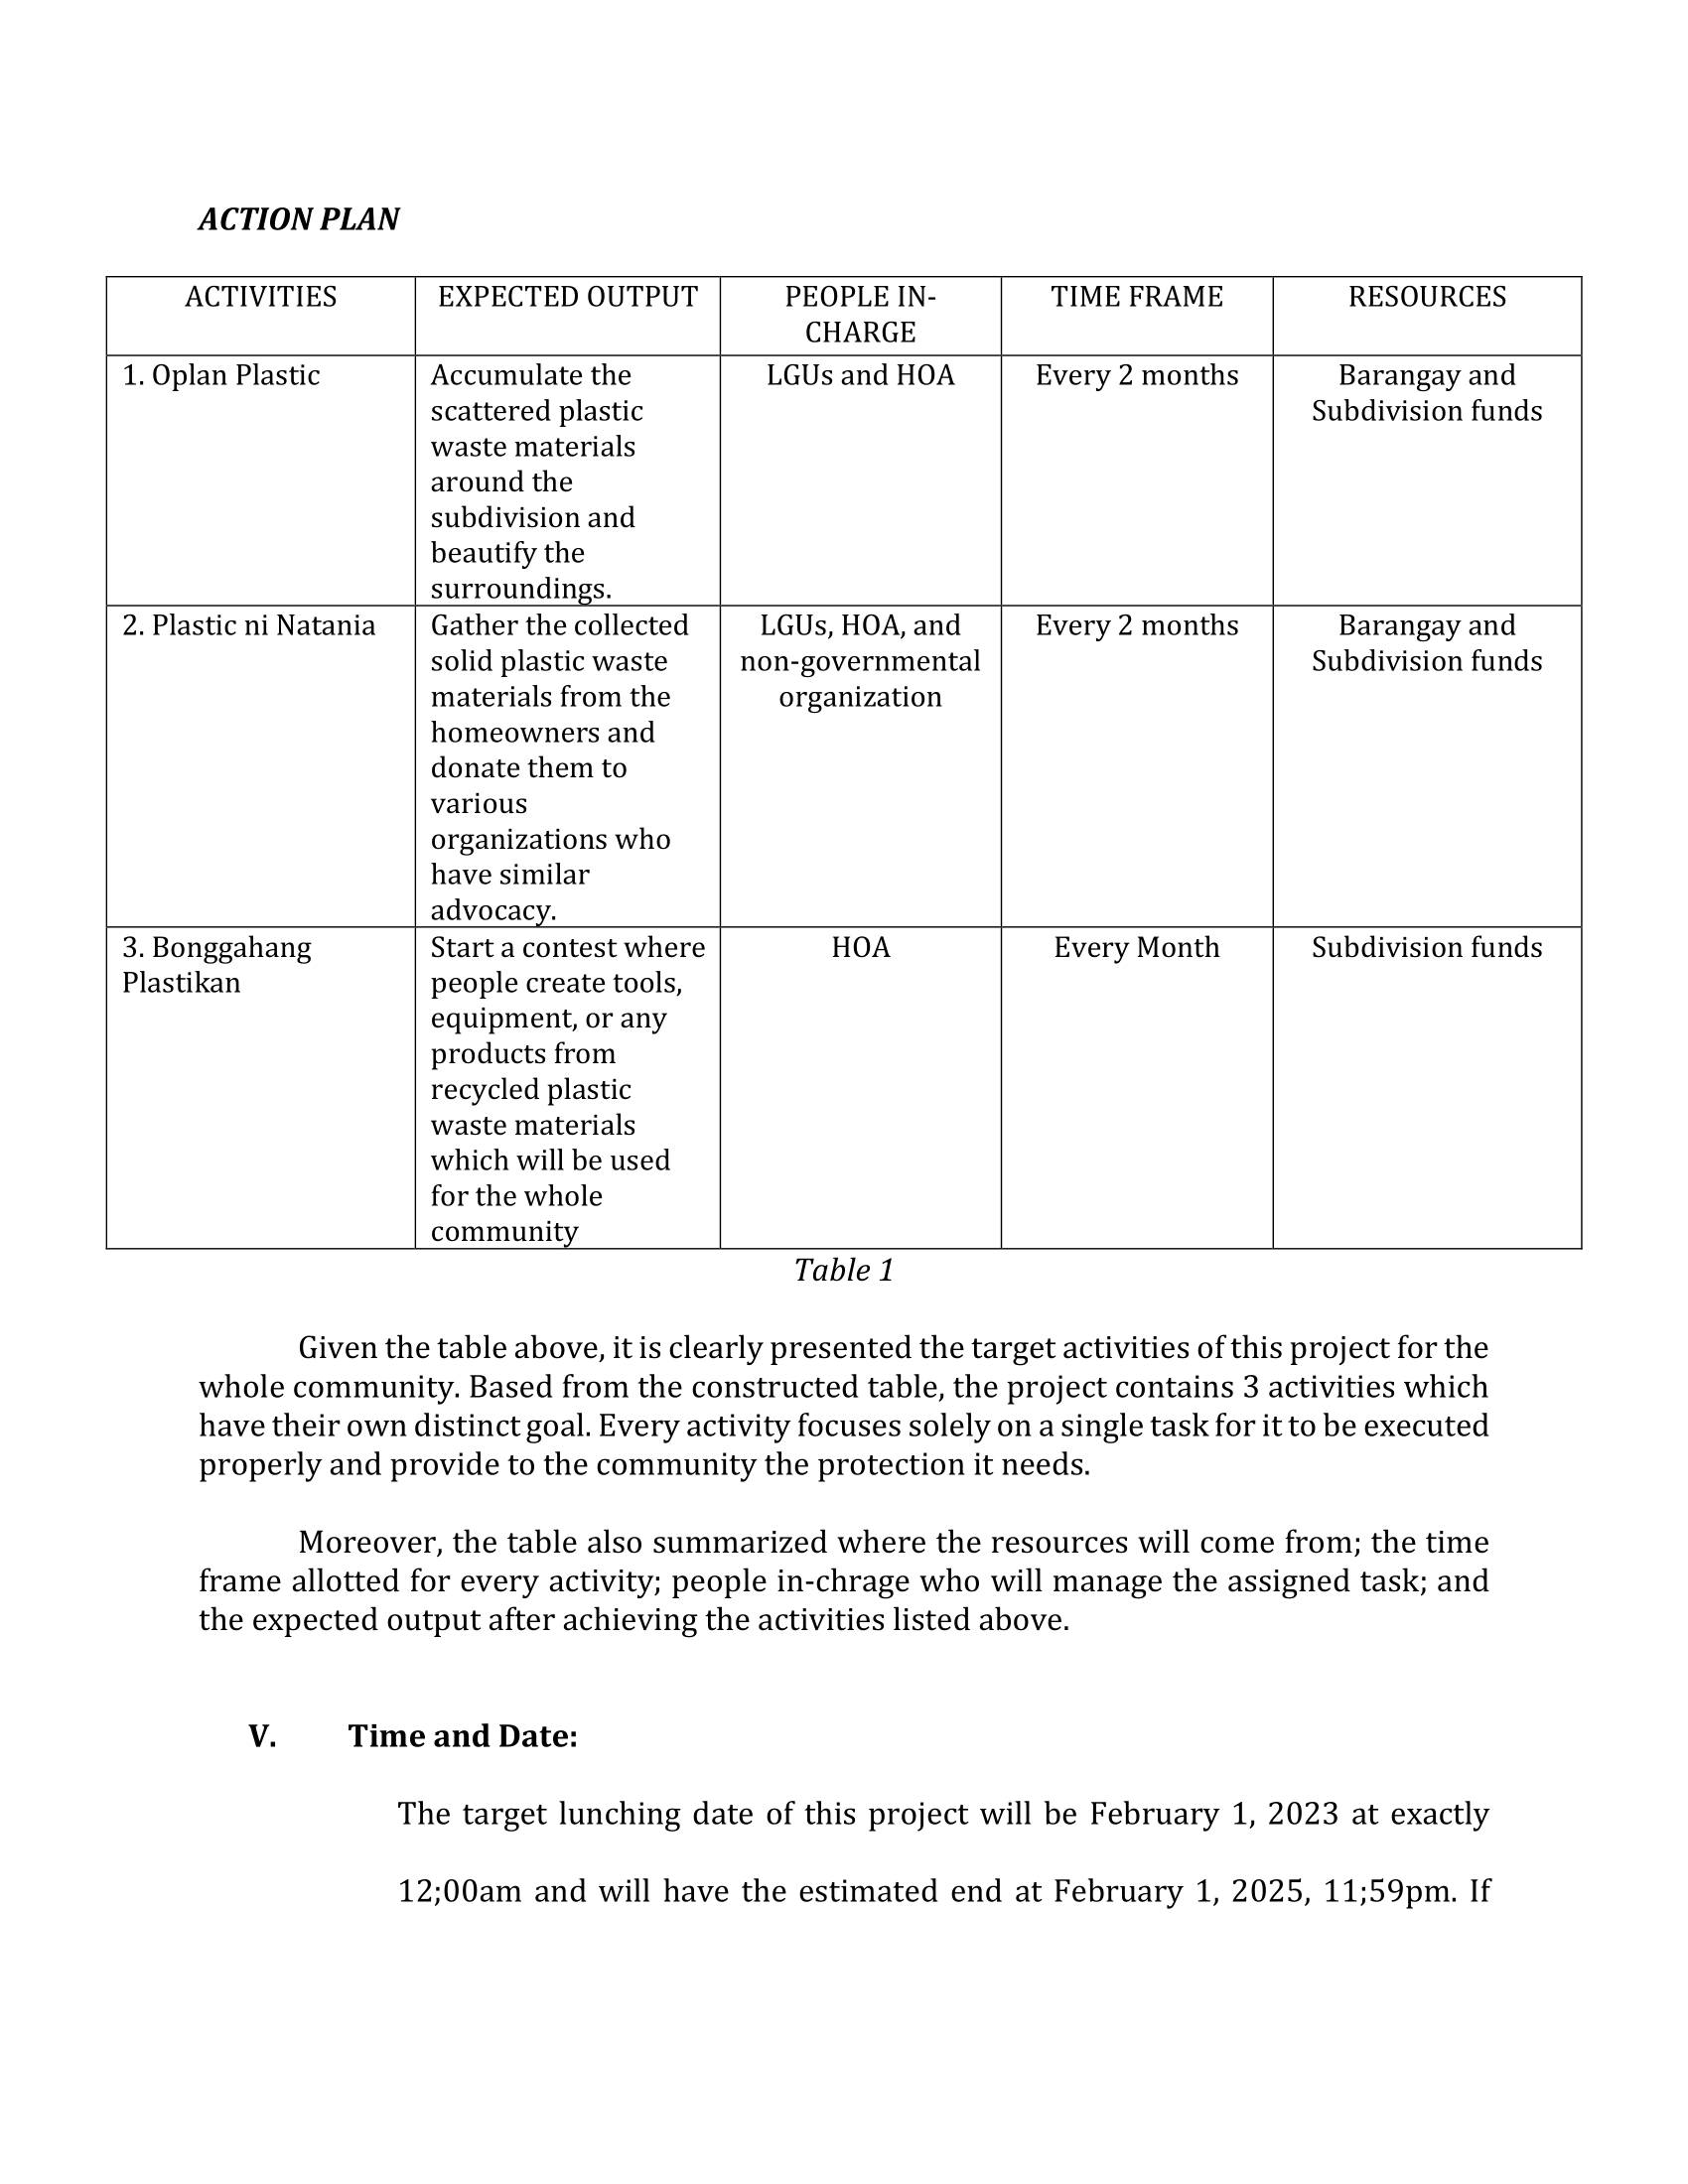 ACTION PLAN
ACTIVITIES
EXPECTED OUTPUT
PEOPLE IN-
CHARGE
TIME FRAME
RESOURCES
1. Oplan Plastic
Accumulate the
scattered plastic
waste materials
around the
subdivision and
beautify the
surroundings.
LGUs and HOA
Every 2 months
Barangay and
Subdivision funds
2. Plastic ni Natania
Gather the collected
solid plastic waste
materials from the
homeowners and
donate them to
various
organizations who
have similar
advocacy.
LGUs, HOA, and
non-governmental
organization
Every 2 months
Barangay and
Subdivision funds
3. Bonggahang
Plastikan
Start a contest where
people create tools,
equipment, or any
products from
recycled plastic
waste materials
which will be used
for the whole
community
HOA
Every Month
Subdivision funds
Table 1
Given the table above, it is clearly presented the target activities of this project for the
whole community. Based from the constructed table, the project contains 3 activities which
have their own distinct goal. Every activity focuses solely on a single task for it to be executed
properly and provide to the community the protection it needs.
Moreover, the table also summarized where the resources will come from; the time
frame allotted for every activity; people in-chrage who will manage the assigned task; and
the expected output after achieving the activities listed above.
V. Time and Date:
The target lunching date of this project will be February 1, 2023 at exactly
12;00am and will have the estimated end at February 1, 2025, 11;59pm. If